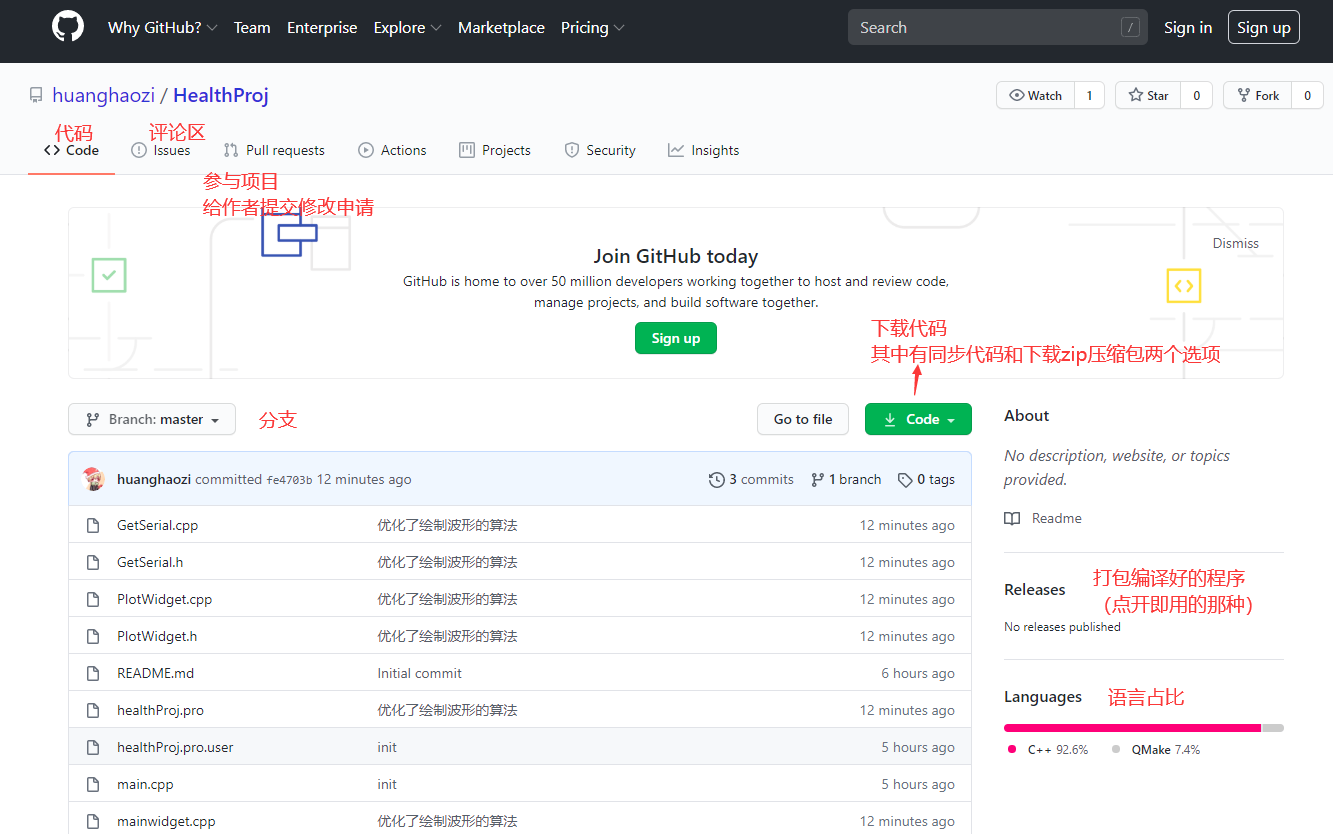 Why GitHub? Team Enterprise Explore Marketplace Pricing Search / Sign in Sign up
huanghaozi / HealthProj Watch 1 Star 0 Fork 0
代码 评论区
Code Issues Pull requests Actions Projects Security Insights
参与项目
给作者提交修改申请
Dismiss
Join GitHub today
GitHub is home to over 50 million developers working together to host and review code,
manage projects, and build software together.
Sign up
下载代码
其中有同步代码和下载zip压缩包两个选项
Branch: master 分支 Go to file Code
About
No description, website, or topics
provided.
Readme
Releases 打包编译好的程序
（点开即用的那种）
No releases published
Languages 语言占比
C++ 92.6% QMake 7.4%
huanghaozi committed fe4703b 12 minutes ago 3 commits 1 branch 0 tags
GetSerial.cpp 优化了绘制波形的算法 12 minutes ago
GetSerial.h 优化了绘制波形的算法 12 minutes ago
PlotWidget.cpp 优化了绘制波形的算法 12 minutes ago
PlotWidget.h 优化了绘制波形的算法 12 minutes ago
README.md Initial commit 6 hours ago
healthProj.pro 优化了绘制波形的算法 12 minutes ago
healthProj.pro.user init 5 hours ago
main.cpp init 5 hours ago
mainwidget.cpp 优化了绘制波形的算法 12 minutes ago